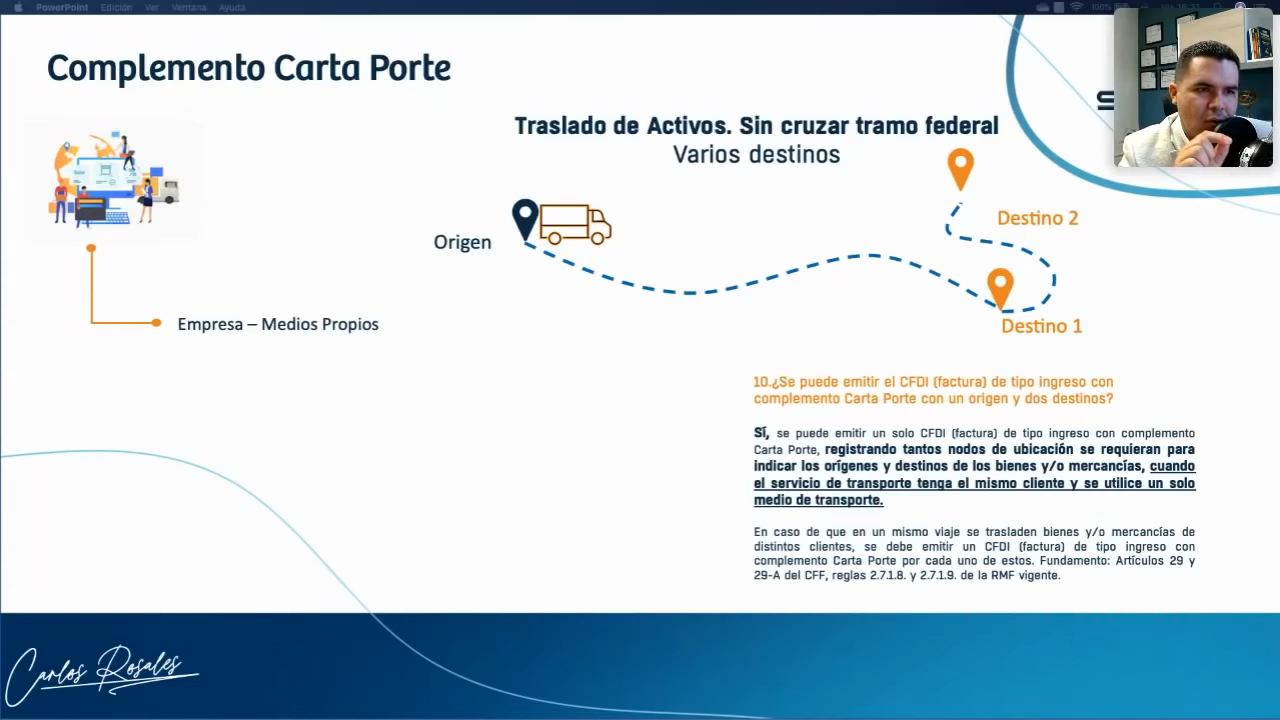 PowerPoint Edición Ver Ventana Ayuda
Complemento Carta Porte
Traslado de Activos. Sin cruzar tramo federal
Varios destinos
Destino 2
Origen
Empresa – Medios Propios
Destino 1
10.¿Se puede emitir el CFDI (factura) de tipo ingreso con
complemento Carta Porte con un origen y dos destinos?
Sí, se puede emitir un solo CFDI (factura) de tipo ingreso con complemento
Carta Porte, registrando tantos nodos de ubicación se requieran para
indicar los orígenes y destinos de los bienes y/o mercancías, cuando
el servicio de transporte tenga el mismo cliente y se utilice un solo
medio de transporte.
En caso de que en un mismo viaje se trasladen bienes y/o mercancías de
distintos clientes, se debe emitir un CFDI (factura) de tipo ingreso con
complemento Carta Porte por cada uno de estos. Fundamento: Artículos 29 y
29-A del CFF, reglas 2.7.1.8. y 2.7.1.9. de la RMF vigente.
Carlos Rosales